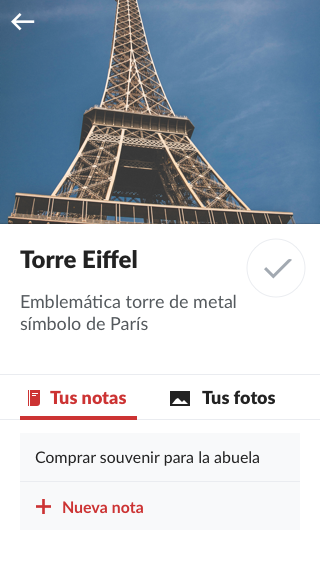 Torre Eiffel
Emblemática torre de metal
símbolo de París
Tus notas
Tus fotos
Comprar souvenir para la abuela
Nueva nota